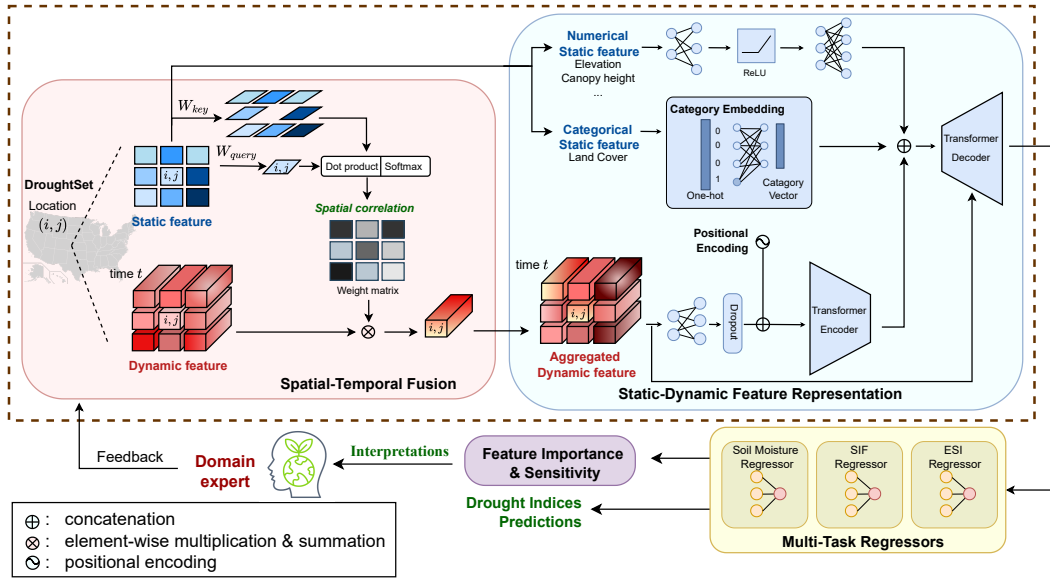 Numerical
Static feature
Elevation
Canopy height
...
ReLU
Categorical
Static feature
Land Cover
Category Embedding
0
0
0
1
One-hot
Catagory
Vector
Transformer
Decoder
Positional
Encoding
time t
i, j
Aggregated
Dynamic feature
Dropout
Transformer
Encoder
Static-Dynamic Feature Representation
W_key
W_query
i, j
Dot product
Softmax
Spatial correlation
Weight matrix
DroughtSet
Location
(i, j)
i, j
Static feature
time t
i, j
Dynamic feature
i, j
Spatial-Temporal Fusion
Feedback
Domain
expert
Interpretations
Feature Importance
& Sensitivity
Drought Indices
Predictions
Soil Moisture
Regressor
SIF
Regressor
ESI
Regressor
Multi-Task Regressors
⊕ : concatenation
⊗ : element-wise multiplication & summation
: positional encoding